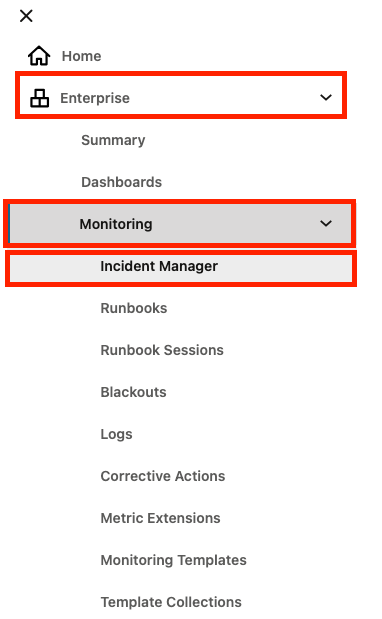 Home
Enterprise
Summary
Dashboards
Monitoring
Incident Manager
Runbooks
Runbook Sessions
Blackouts
Logs
Corrective Actions
Metric Extensions
Monitoring Templates
Template Collections